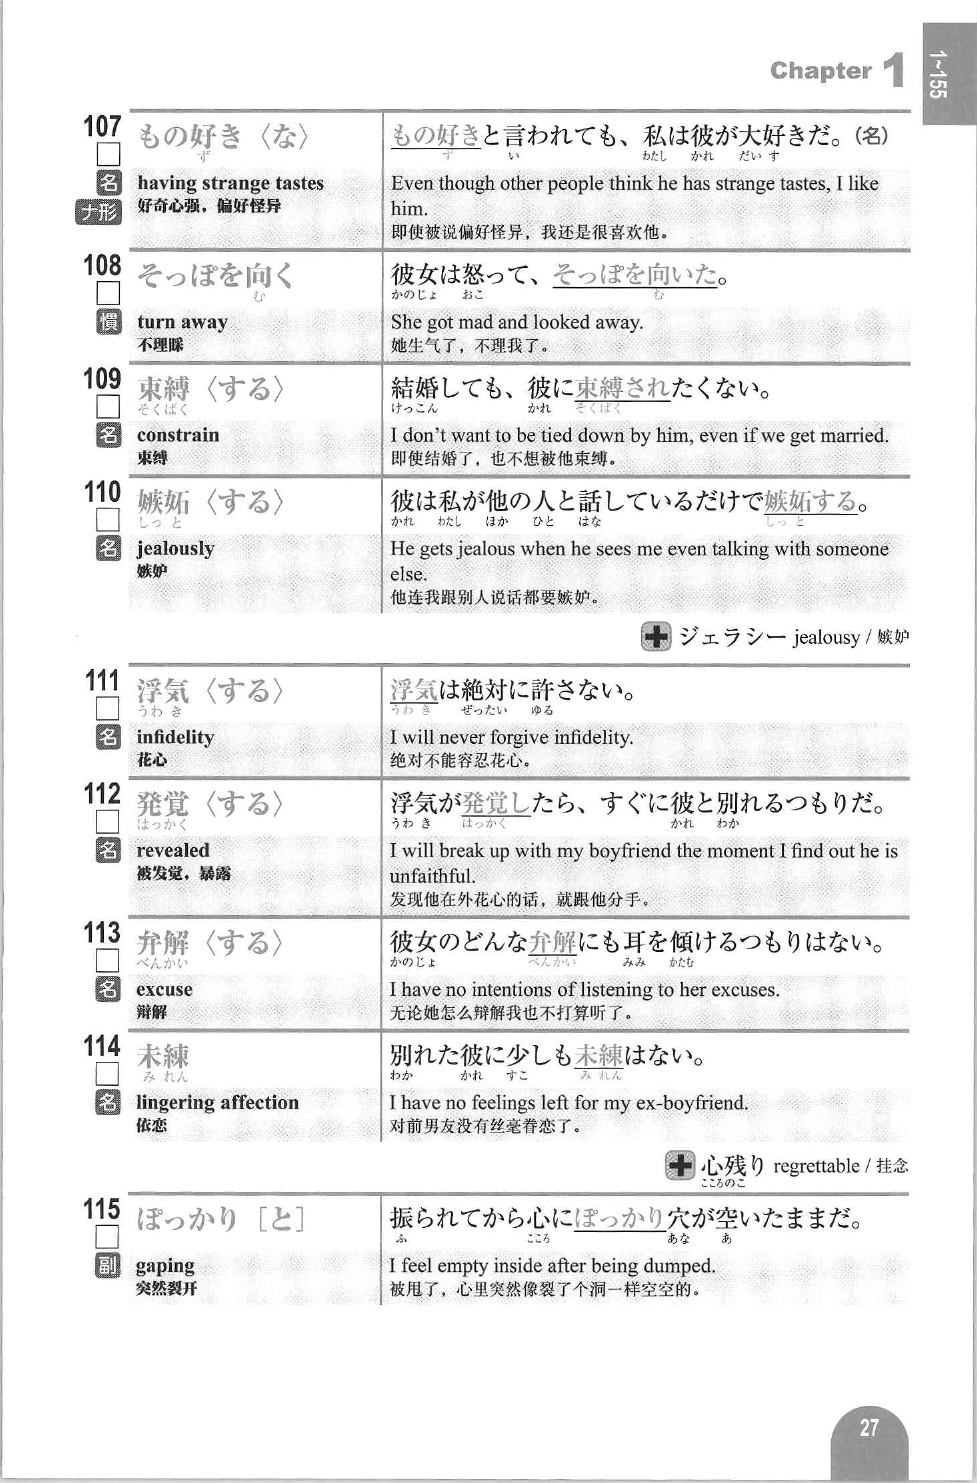 Chapter 1
1~155
107
もの好き〈な〉
ず
名
ナ形
having strange tastes
好奇心强，偏好怪异
もの好きと言われても、私は彼が大好きだ。(名)
ず い わたし かれ だい す
Even though other people think he has strange tastes, I like
him.
即使被说偏好怪异，我还是很喜欢他。
108
そっぽを向く
む
慣
turn away
不理睬
彼女は怒って、そっぽを向いた。
かのじょ おこ む
She got mad and looked away.
她生气了，不理我了。
109
束縛〈する〉
そくばく
名
constrain
束缚
結婚しても、彼に束縛されたくない。
けっこん かれ そくばく
I don't want to be tied down by him, even if we get married.
即使结婚了，也不想被他束缚。
110
嫉妬〈する〉
しっ と
名
jealously
嫉妒
彼は私が他の人と話しているだけで嫉妬する。
かれ わたし ほか ひと はな しっ と
He gets jealous when he sees me even talking with someone
else.
他连我跟别人说话都要嫉妒。
+ ジェラシー jealousy / 嫉妒
111
浮気〈する〉
うわ き
名
infidelity
花心
浮気は絶対に許さない。
うわ き ぜったい ゆる
I will never forgive infidelity.
绝对不能容忍花心。
112
発覚〈する〉
はっかく
名
revealed
被发觉，暴露
浮気が発覚したら、すぐに彼と別れるつもりだ。
うわ き はっかく かれ わか
I will break up with my boyfriend the moment I find out he is
unfaithful.
发现他在外花心的话，就跟他分手。
113
弁解〈する〉
べんかい
名
excuse
辩解
彼女のどんな弁解にも耳を傾けるつもりはない。
かのじょ べんかい みみ かたむ
I have no intentions of listening to her excuses.
无论她怎么辩解我也不打算听了。
114
未練
み れん
名
lingering affection
依恋
別れた彼に少しも未練はない。
わか かれ すこ み れん
I have no feelings left for my ex-boyfriend.
对前男友没有丝毫眷恋了。
+ 心残り regrettable / 挂念
こころのこ
115
ぽっかり［と］
副
gaping
突然裂开
振られてから心にぽっかり穴が空いたままだ。
ふ こころ あな あ
I feel empty inside after being dumped.
被甩了，心里突然像裂了个洞一样空空的。
27